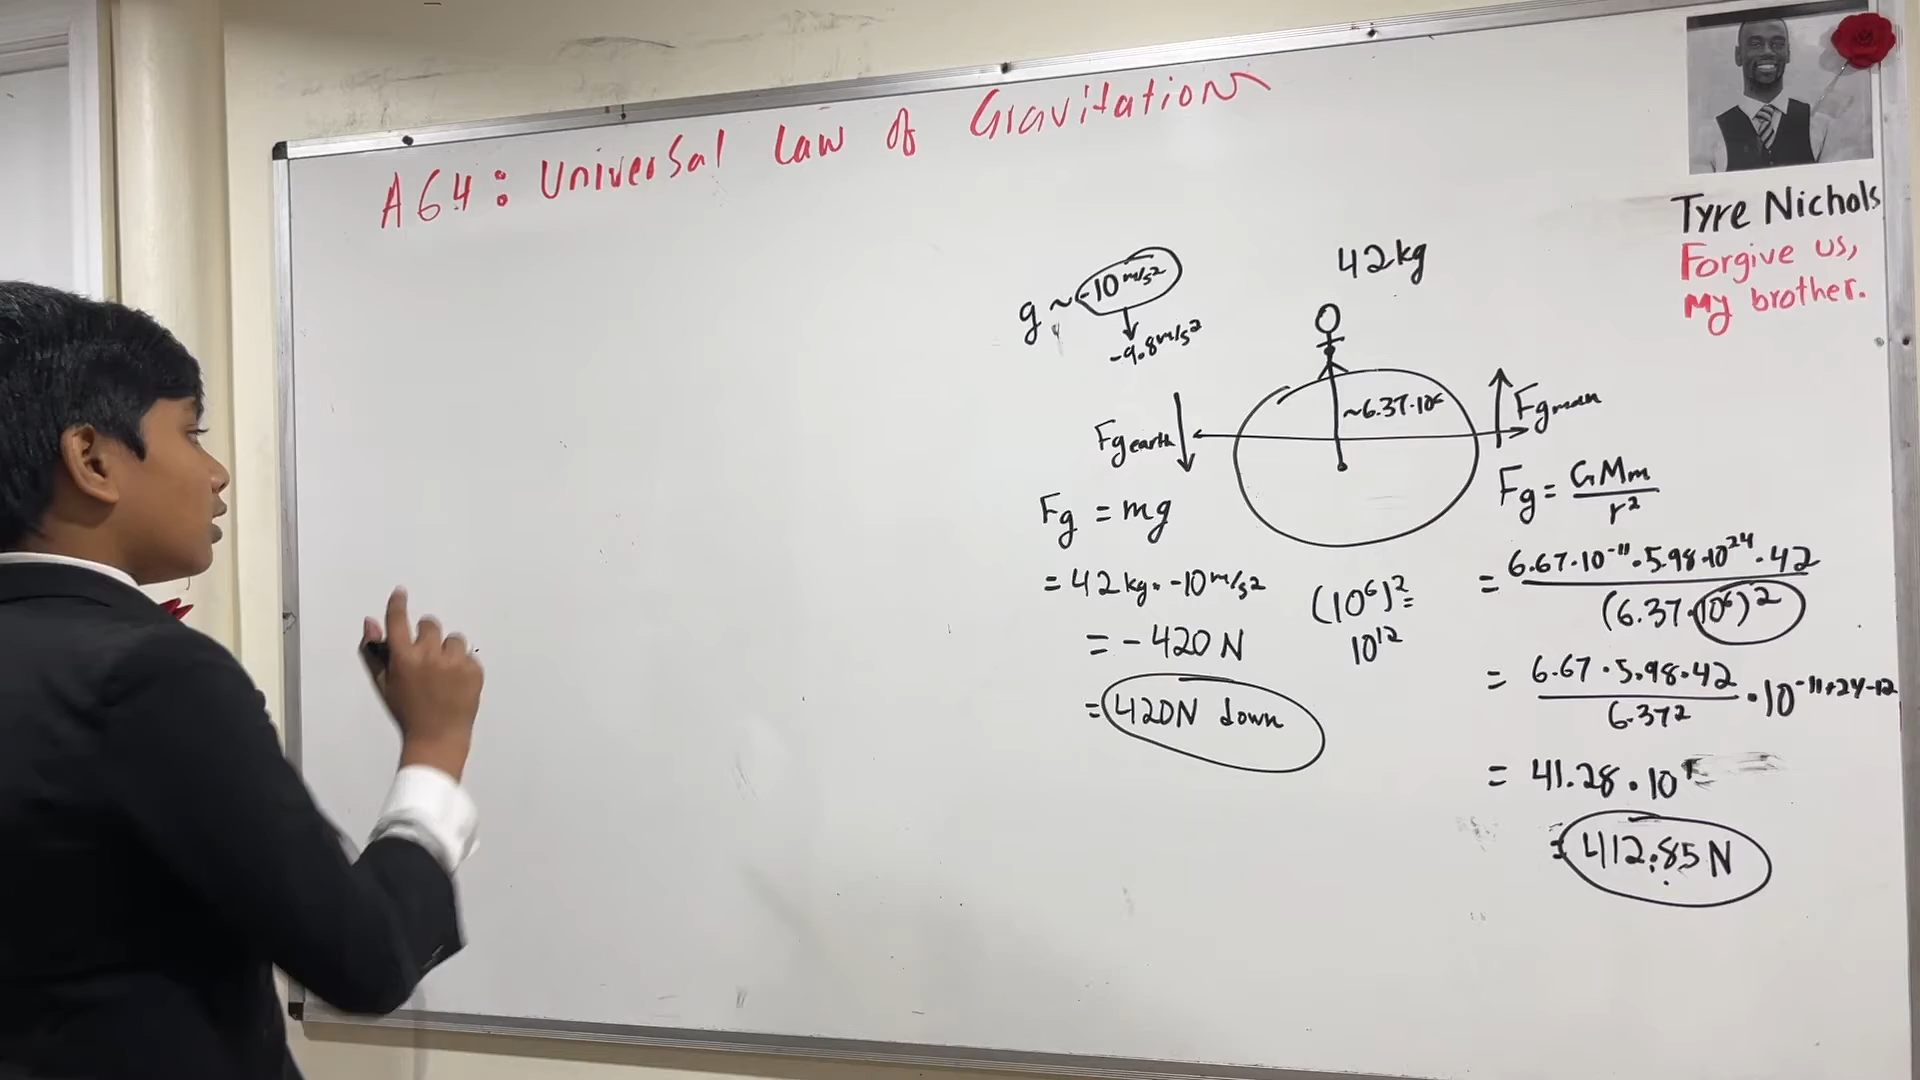 A64: Universal Law of Gravitation
Tyre Nichols
Forgive us,
my brother.
g ~ -10 m/s²
-9.8 m/s²
42kg
~6.37·10⁶
Fg earth
Fg man
Fg = mg
= 42 kg · -10 m/s²
= -420 N
= 420N down
(10⁶)² =
10¹²
Fg = GMm / r²
= 6.67·10⁻¹¹·5.98·10²⁴·42 / (6.37·10⁶)²
= 6.67·5.98·42 / 6.37² · 10⁻¹¹⁺²⁴⁻¹²
= 41.28·10¹
= 412.85 N